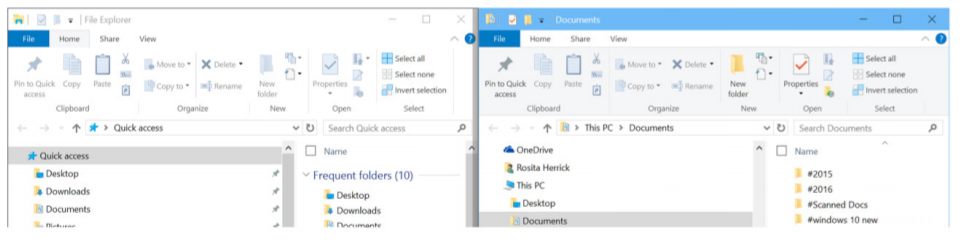 File Explorer
File Home Share View
Pin to Quick access
Copy
Paste
Move to
Copy to
Delete
Rename
New folder
Properties
Select all
Select none
Invert selection
Clipboard Organize New Open Select
Quick access
Search Quick access
Quick access
Desktop
Downloads
Documents
Pictures
Name
Frequent folders (10)
Desktop
Downloads
Documents
Documents
File Home Share View
Pin to Quick access
Copy
Paste
Move to
Copy to
Delete
Rename
New folder
Properties
Select all
Select none
Invert selection
Clipboard Organize New Open Select
This PC > Documents
Search Documents
OneDrive
Rosita Herrick
This PC
Desktop
Documents
Name
#2015
#2016
#Scanned Docs
#windows 10 new